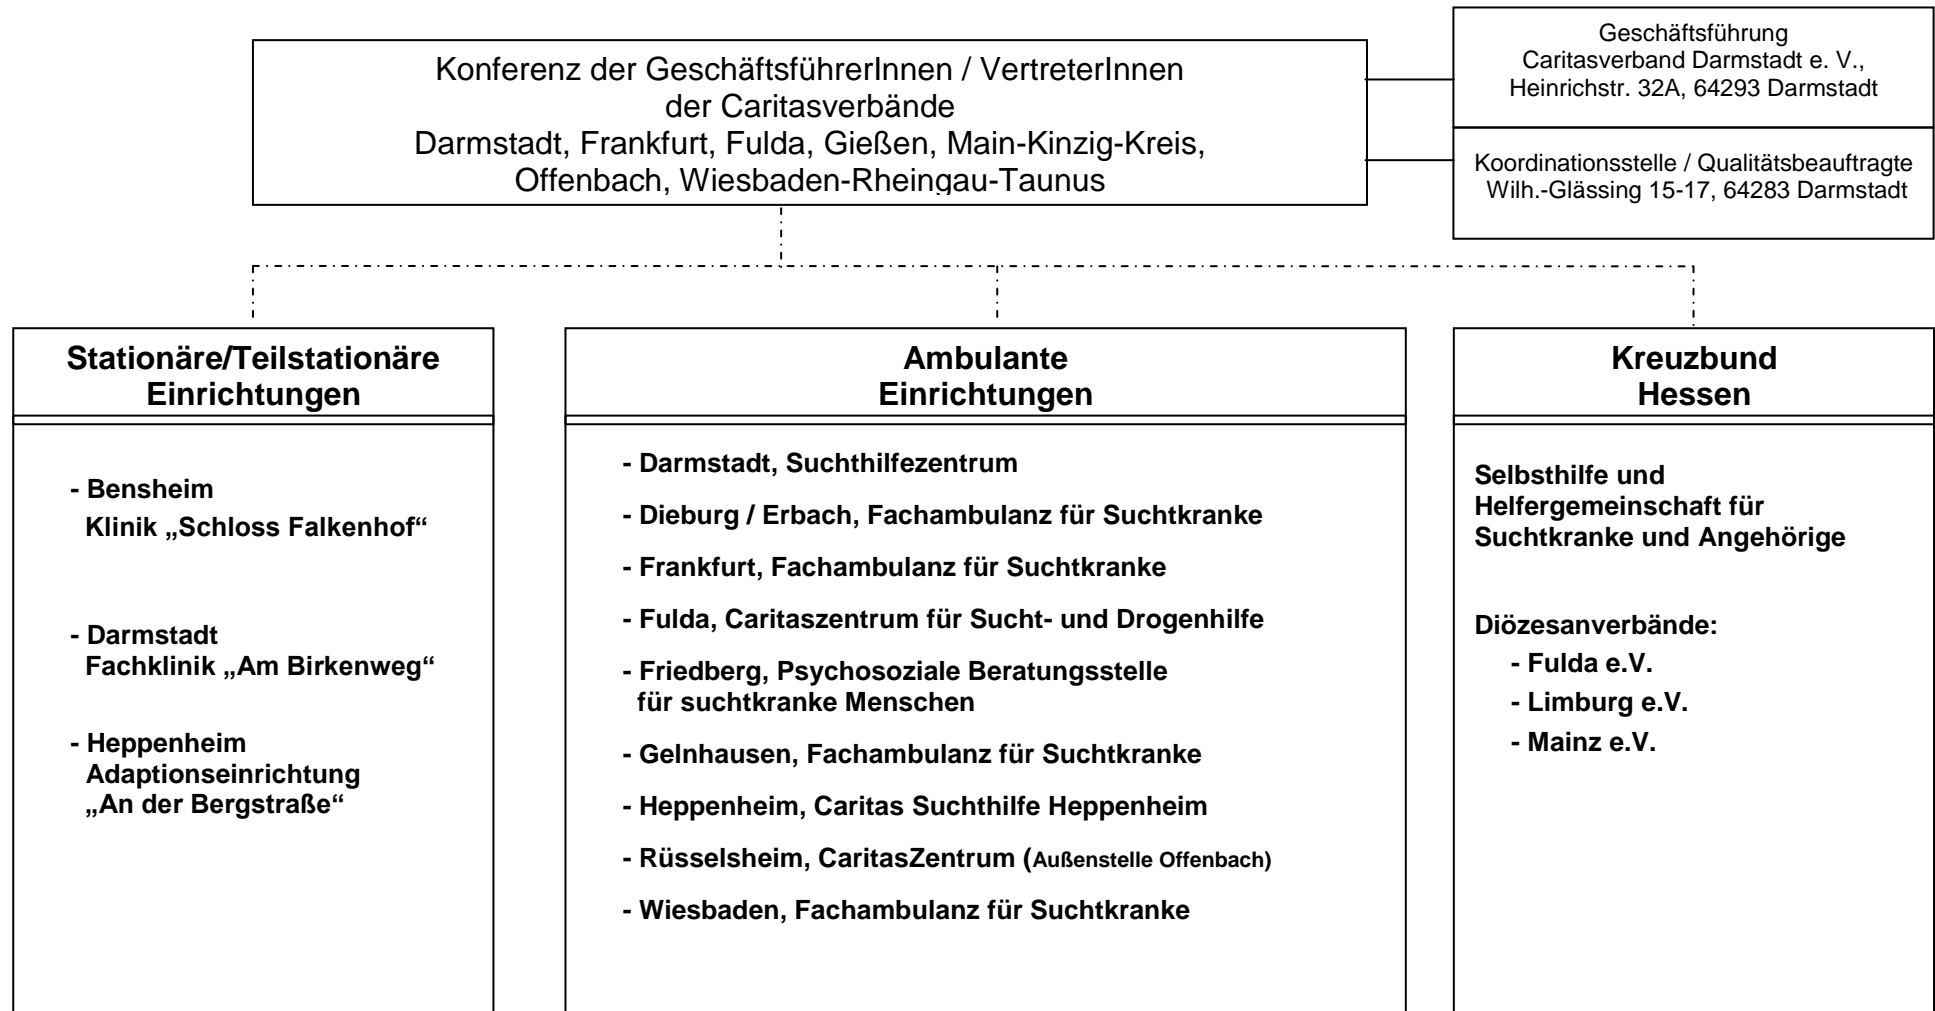 Konferenz der GeschäftsführerInnen / VertreterInnen
der Caritasverbände
Darmstadt, Frankfurt, Fulda, Gießen, Main-Kinzig-Kreis,
Offenbach, Wiesbaden-Rheingau-Taunus
Geschäftsführung
Caritasverband Darmstadt e. V.,
Heinrichstr. 32A, 64293 Darmstadt
Koordinationsstelle / Qualitätsbeauftragte
Wilh.-Glässing 15-17, 64283 Darmstadt
Stationäre/Teilstationäre
Einrichtungen
- Bensheim
Klinik „Schloss Falkenhof“
- Darmstadt
Fachklinik „Am Birkenweg“
- Heppenheim
Adaptionseinrichtung
„An der Bergstraße“
Ambulante
Einrichtungen
- Darmstadt, Suchthilfezentrum
- Dieburg / Erbach, Fachambulanz für Suchtkranke
- Frankfurt, Fachambulanz für Suchtkranke
- Fulda, Caritaszentrum für Sucht- und Drogenhilfe
- Friedberg, Psychosoziale Beratungsstelle
für suchtkranke Menschen
- Gelnhausen, Fachambulanz für Suchtkranke
- Heppenheim, Caritas Suchthilfe Heppenheim
- Rüsselsheim, CaritasZentrum (Außenstelle Offenbach)
- Wiesbaden, Fachambulanz für Suchtkranke
Kreuzbund
Hessen
Selbsthilfe und
Helfergemeinschaft für
Suchtkranke und Angehörige
Diözesanverbände:
- Fulda e.V.
- Limburg e.V.
- Mainz e.V.